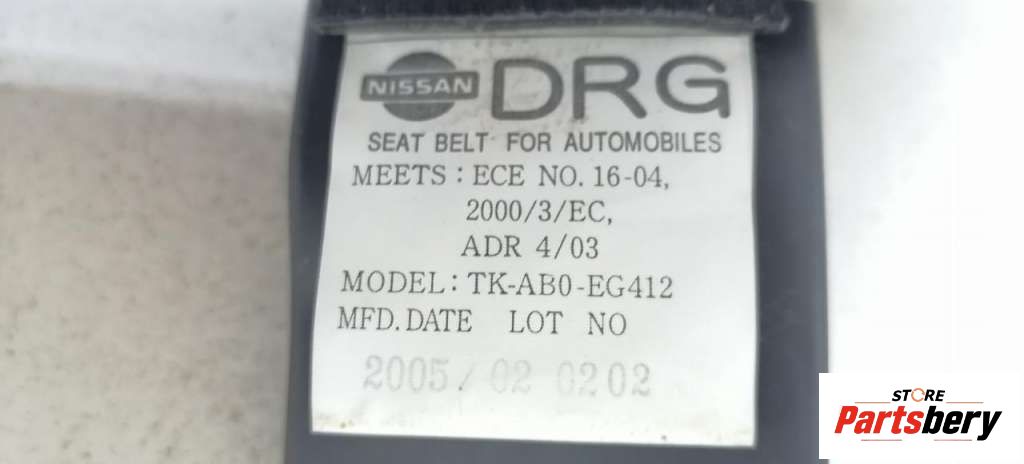 NISSAN DRG
SEAT BELT FOR AUTOMOBILES
MEETS : ECE NO. 16-04,
2000/3/EC,
ADR 4/03
MODEL : TK-AB0-EG412
MFD. DATE LOT NO
2005/02 0202
STORE
Partsbery